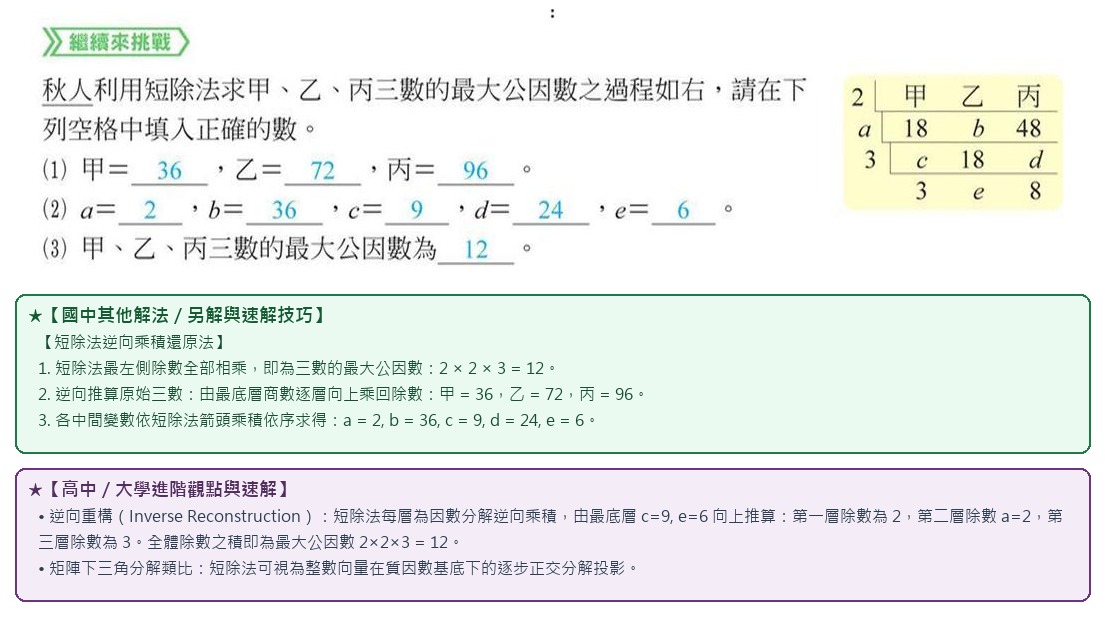 :
繼續來挑戰
秋人利用短除法求甲、乙、丙三數的最大公因數之過程如右，請在下
列空格中填入正確的數。
(1) 甲＝ 36 ，乙＝ 72 ，丙＝ 96 。
(2) a＝ 2 ，b＝ 36 ，c＝ 9 ，d＝ 24 ，e＝ 6 。
(3) 甲、乙、丙三數的最大公因數為 12 。
2 甲 乙 丙
a 18 b 48
3 c 18 d
3 e 8
★【國中其他解法 / 另解與速解技巧】
【短除法逆向乘積還原法】
1. 短除法最左側除數全部相乘，即為三數的最大公因數：2 × 2 × 3 = 12。
2. 逆向推算原始三數：由最底層商數逐層向上乘回除數：甲 = 36，乙 = 72，丙 = 96。
3. 各中間變數依短除法箭頭乘積依序求得：a = 2, b = 36, c = 9, d = 24, e = 6。
★【高中 / 大學進階觀點與速解】
• 逆向重構（Inverse Reconstruction）：短除法每層為因數分解逆向乘積，由最底層 c=9, e=6 向上推算：第一層除數為 2，第二層除數 a=2，第
三層除數為 3。全體除數之積即為最大公因數 2×2×3 = 12。
• 矩陣下三角分解類比：短除法可視為整數向量在質因數基底下的逐步正交分解投影。